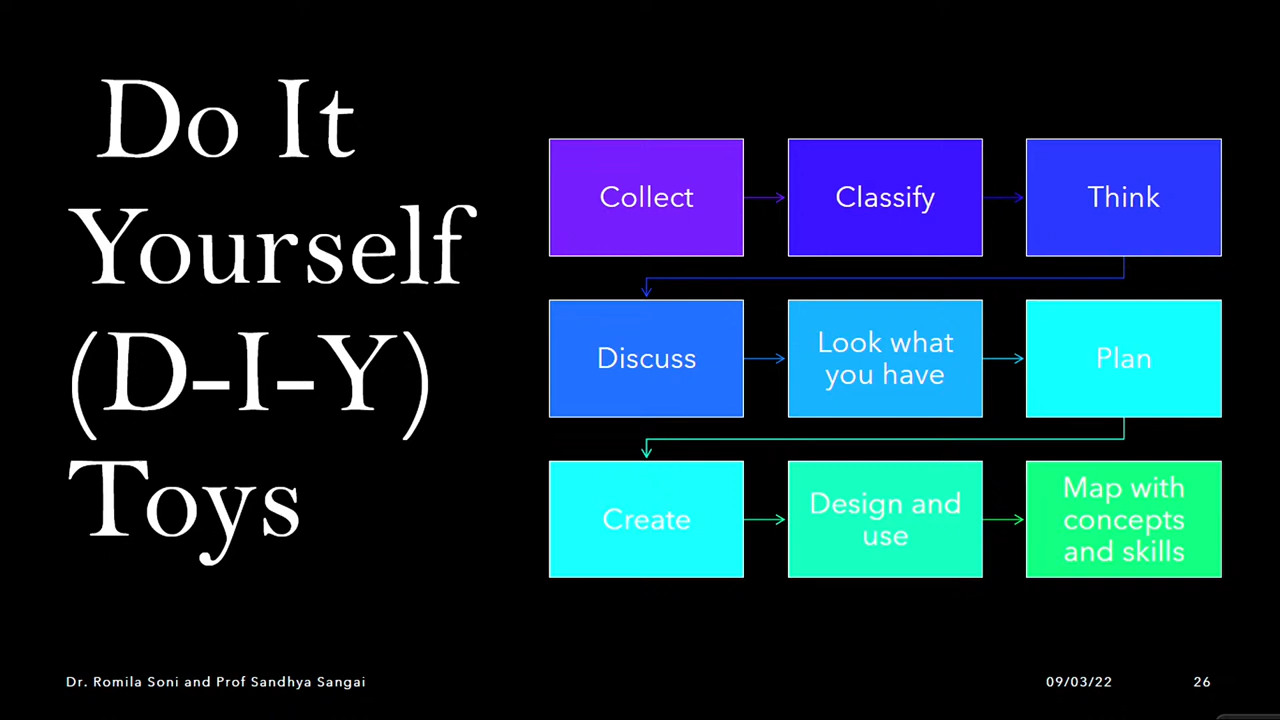 Do It
Yourself
(D-I-Y)
Toys
Collect
Classify
Think
Discuss
Look what
you have
Plan
Create
Design and
use
Map with
concepts
and skills
Dr. Romila Soni and Prof Sandhya Sangai
09/03/22
26